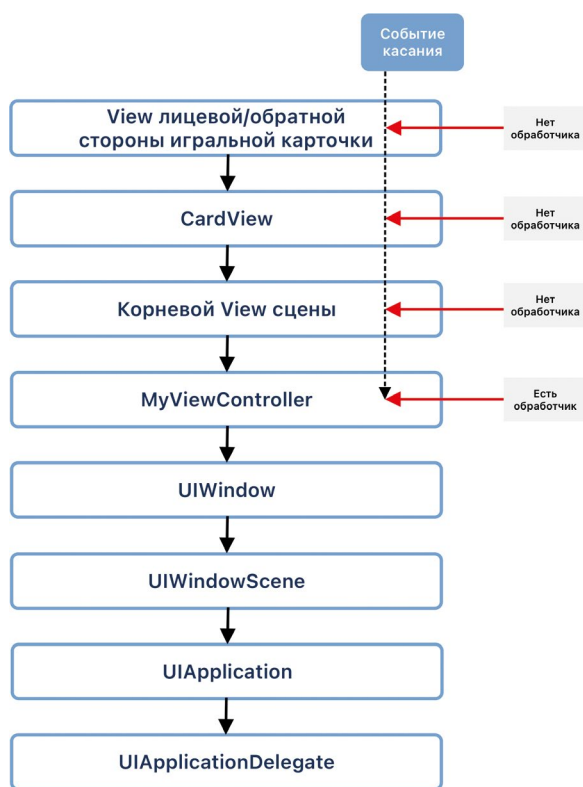 Событие
касания
View лицевой/обратной
стороны игральной карточки
Нет
обработчика
CardView
Нет
обработчика
Корневой View сцены
Нет
обработчика
MyViewController
Есть
обработчик
UIWindow
UIWindowScene
UIApplication
UIApplicationDelegate